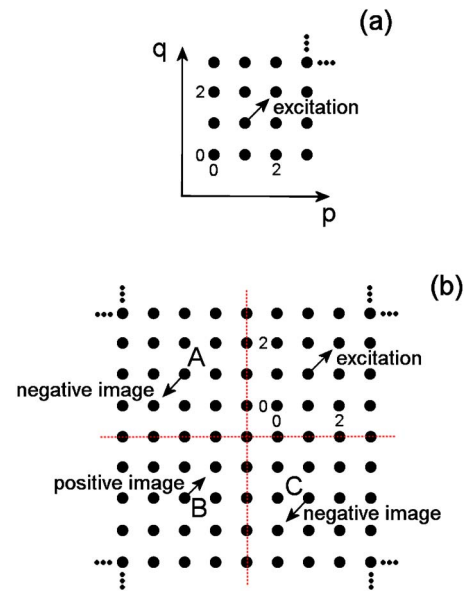 (a)
q
2
excitation
0
0 2
p
(b)
2
A
excitation
negative image
0
0 2
positive image
C
B
negative image